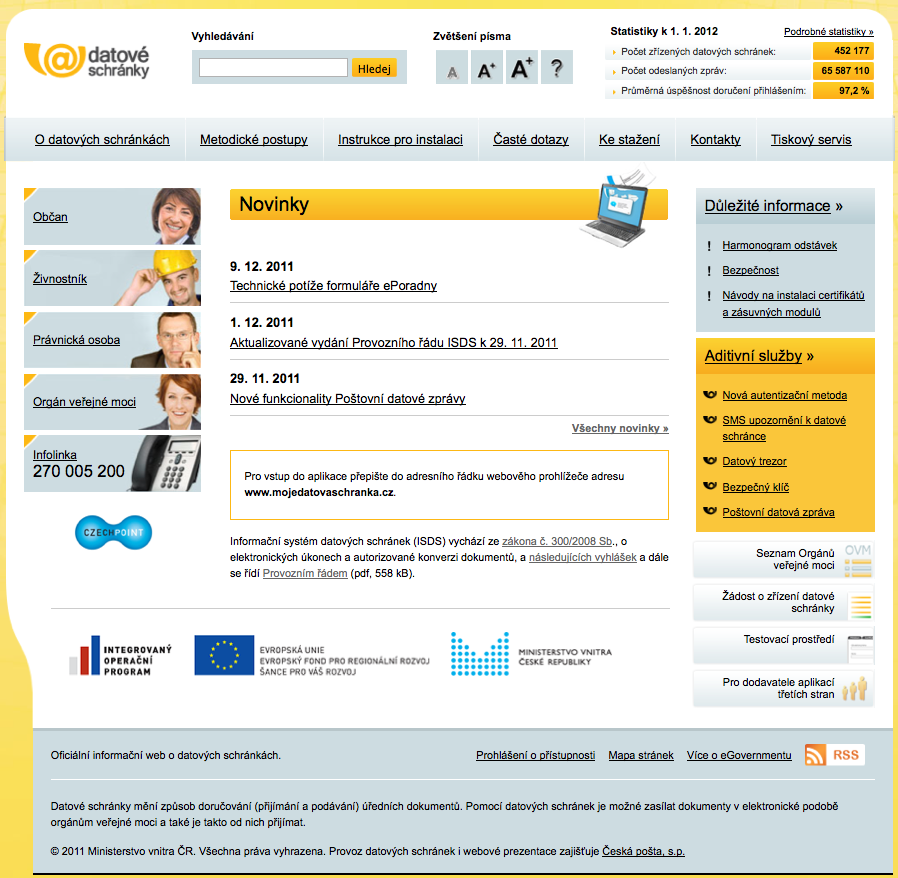 datové
schránky
Vyhledávání
Hledej
Zvětšení písma
A A+ A+ ?
Statistiky k 1. 1. 2012 Podrobné statistiky »
Počet zřízených datových schránek: 452 177
Počet odeslaných zpráv: 65 587 110
Průměrná úspěšnost doručení přihlášením: 97,2 %
O datových schránkách Metodické postupy Instrukce pro instalaci Časté dotazy Ke stažení Kontakty Tiskový servis
Občan
Živnostník
Právnická osoba
Orgán veřejné moci
Infolinka
270 005 200
CZECHPOINT
Novinky
9. 12. 2011
Technické potíže formuláře ePoradny
1. 12. 2011
Aktualizované vydání Provozního řádu ISDS k 29. 11. 2011
29. 11. 2011
Nové funkcionality Poštovní datové zprávy
Všechny novinky »
Pro vstup do aplikace přepište do adresního řádku webového prohlížeče adresu
www.mojedatovaschranka.cz.
Informační systém datových schránek (ISDS) vychází ze zákona č. 300/2008 Sb., o
elektronických úkonech a autorizované konverzi dokumentů, a následujících vyhlášek a dále
se řídí Provozním řádem (pdf, 558 kB).
Důležité informace »
! Harmonogram odstávek
! Bezpečnost
! Návody na instalaci certifikátů
a zásuvných modulů
Aditivní služby »
Nová autentizační metoda
SMS upozornění k datové
schránce
Datový trezor
Bezpečný klíč
Poštovní datová zpráva
Seznam Orgánů
veřejné moci
OVM
Žádost o zřízení datové
schránky
Testovací prostředí
Pro dodavatele aplikací
třetích stran
INTEGROVANÝ
OPERAČNÍ
PROGRAM
EVROPSKÁ UNIE
EVROPSKÝ FOND PRO REGIONÁLNÍ ROZVOJ
ŠANCE PRO VÁŠ ROZVOJ
MINISTERSTVO VNITRA
ČESKÉ REPUBLIKY
Oficiální informační web o datových schránkách.
Prohlášení o přístupnosti Mapa stránek Více o eGovernmentu RSS
Datové schránky mění způsob doručování (přijímání a podávání) úředních dokumentů. Pomocí datových schránek je možné zasílat dokumenty v elektronické podobě
orgánům veřejné moci a také je takto od nich přijímat.
© 2011 Ministerstvo vnitra ČR. Všechna práva vyhrazena. Provoz datových schránek i webové prezentace zajišťuje Česká pošta, s.p.